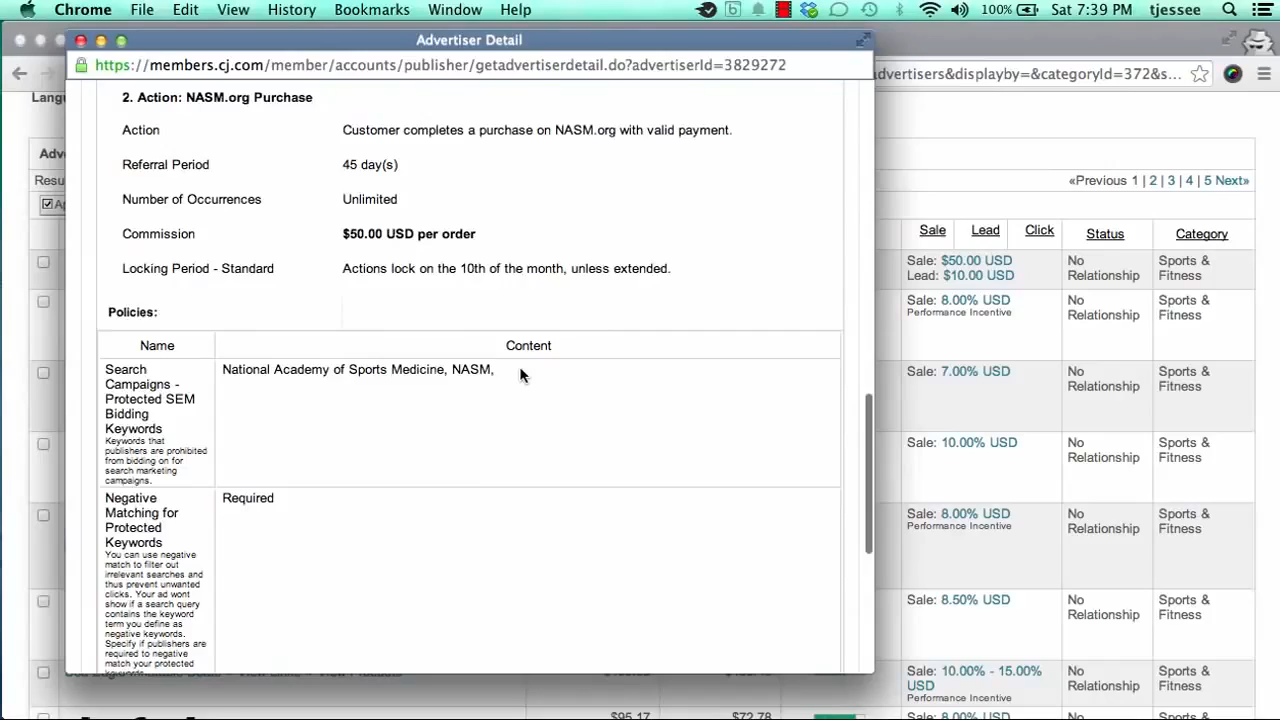 Chrome File Edit View History Bookmarks Window Help 100% Sat 7:39 PM tjessee
Advertiser Detail
https://members.cj.com/member/accounts/publisher/getadvertiserdetail.do?advertiserId=3829272
advertisers&displayby=&categoryId=372&s...
Langu
2. Action: NASM.org Purchase
Action Customer completes a purchase on NASM.org with valid payment.
Referral Period 45 day(s)
Number of Occurrences Unlimited
Commission $50.00 USD per order
Locking Period - Standard Actions lock on the 10th of the month, unless extended.
Policies:
Name Content
Search
Campaigns -
Protected SEM
Bidding
Keywords
Keywords that
publishers are prohibited
from bidding on for
search marketing
campaigns.
National Academy of Sports Medicine, NASM,
Negative
Matching for
Protected
Keywords
You can use negative
match to filter out
irrelevant searches and
thus prevent unwanted
clicks. Your ad wont
show if a search query
contains the keyword
term you define as
negative keywords.
Specify if publishers are
required to negative
match your protected
keywords.
Required
Adv
Resu
Ap
«Previous 1 | 2 | 3 | 4 | 5 Next»
Sale Lead Click Status Category
Sale: $50.00 USD
Lead: $10.00 USD
No
Relationship
Sports &
Fitness
Sale: 8.00% USD
Performance Incentive
No
Relationship
Sports &
Fitness
Sale: 7.00% USD
No
Relationship
Sports &
Fitness
Sale: 10.00% USD
No
Relationship
Sports &
Fitness
Sale: 8.00% USD
Performance Incentive
No
Relationship
Sports &
Fitness
Sale: 8.50% USD
No
Relationship
Sports &
Fitness
Sale: 10.00% - 15.00%
USD
Performance Incentive
No
Relationship
Sports &
Fitness
$95.17 $72.78
Sale: 8.00% USD
No
Sports &